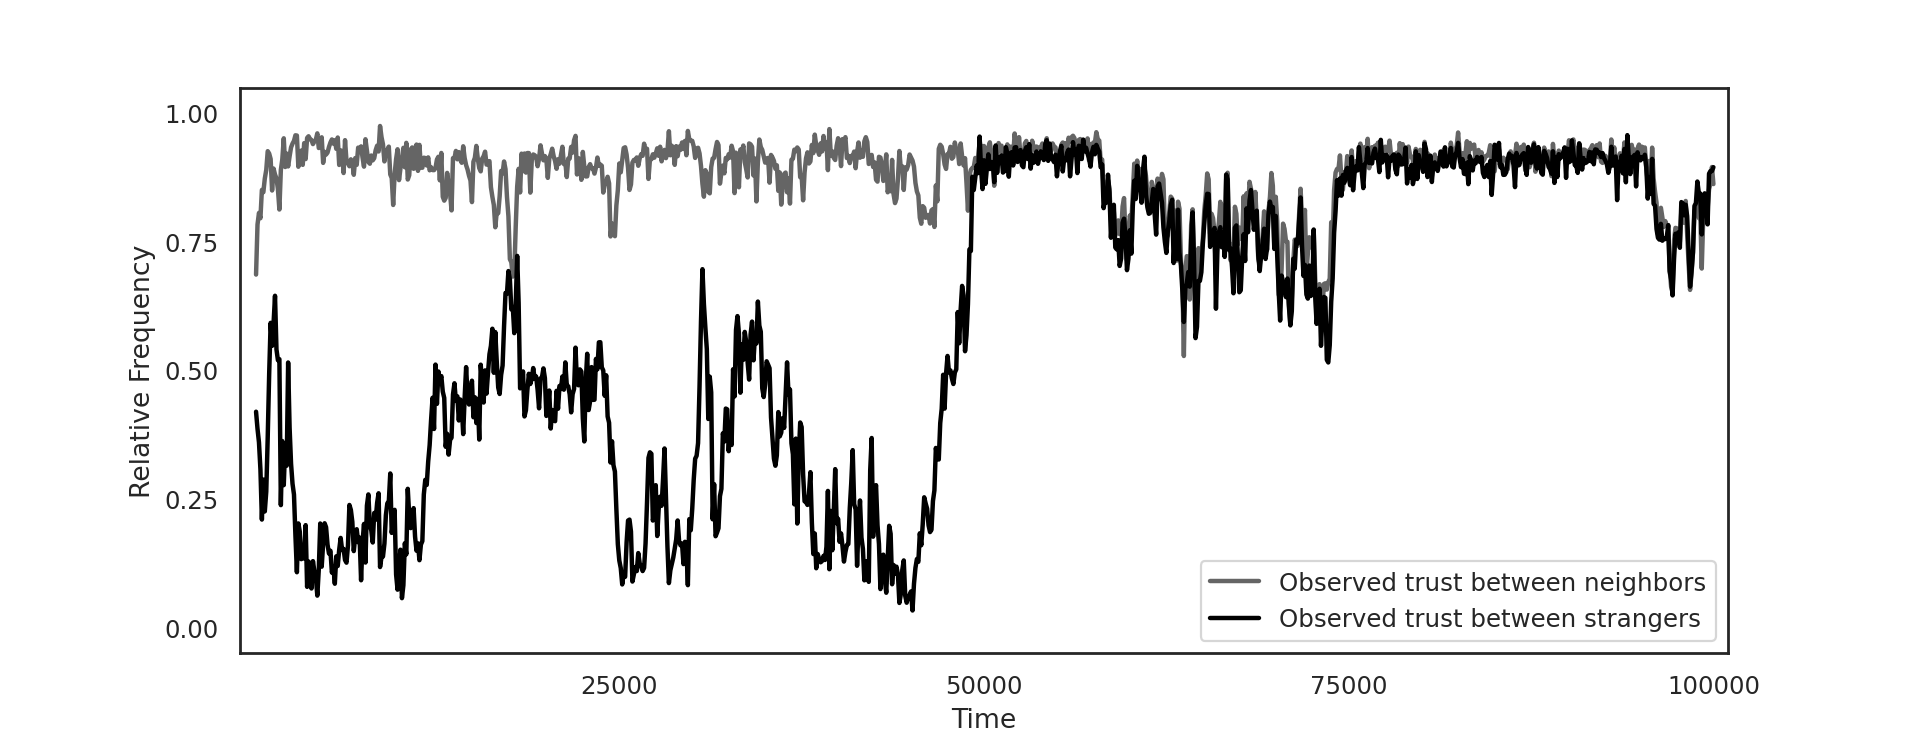 1.00
0.75
0.50
0.25
0.00
Relative Frequency
Observed trust between neighbors
Observed trust between strangers
25000 50000 75000 100000
Time